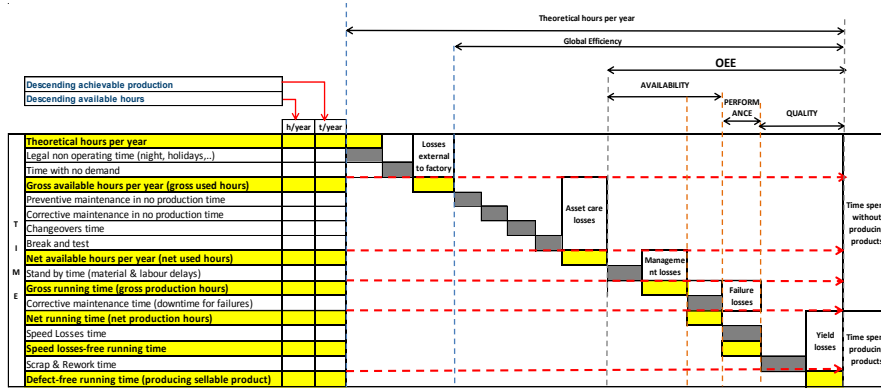 Theoretical hours per year
Global Efficiency
OEE
Descending achievable production
AVAILABILITY
Descending available hours
PERFORM
ANCE
QUALITY
h/year
t/year
Theoretical hours per year
Losses
external
to factory
Legal non operating time (night, holidays,..)
Time with no demand
Gross available hours per year (gross used hours)
Preventive maintenance in no production time
Corrective maintenance in no production time
Changeovers time
Break and test
Asset care
losses
Time spen
without
producing
products
T
I
M
E
Net available hours per year (net used hours)
Stand by time (material & labour delays)
Manageme
nt losses
Gross running time (gross production hours)
Corrective maintenance time (downtime for failures)
Failure
losses
Net running time (net production hours)
Speed Losses time
Speed losses-free running time
Scrap & Rework time
Yield
losses
Time spen
producing
products
Defect-free running time (producing sellable product)